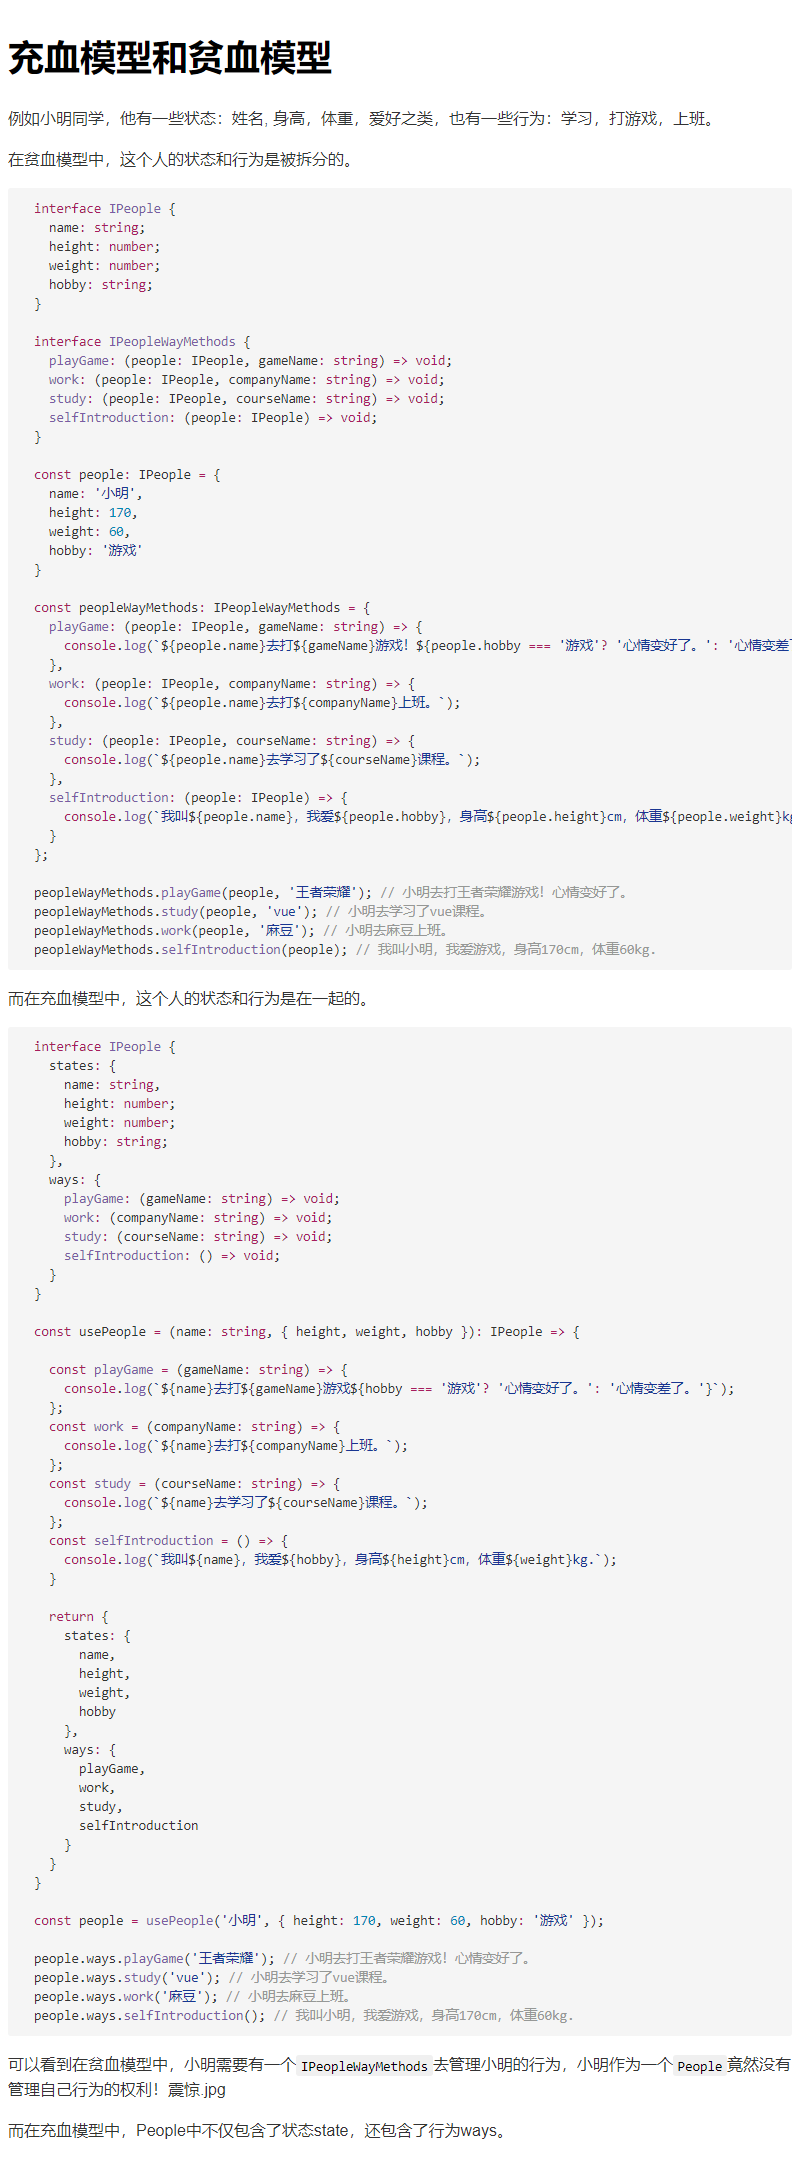 充血模型和贫血模型
例如小明同学，他有一些状态：姓名, 身高，体重，爱好之类，也有一些行为：学习，打游戏，上班。
在贫血模型中，这个人的状态和行为是被拆分的。
interface IPeople {
  name: string;
  height: number;
  weight: number;
  hobby: string;
}
interface IPeopleWayMethods {
  playGame: (people: IPeople, gameName: string) => void;
  work: (people: IPeople, companyName: string) => void;
  study: (people: IPeople, courseName: string) => void;
  selfIntroduction: (people: IPeople) => void;
}
const people: IPeople = {
  name: '小明',
  height: 170,
  weight: 60,
  hobby: '游戏'
}
const peopleWayMethods: IPeopleWayMethods = {
  playGame: (people: IPeople, gameName: string) => {
    console.log(`${people.name}去打${gameName}游戏！${people.hobby === '游戏'? '心情变好了。': '心情变差了
  },
  work: (people: IPeople, companyName: string) => {
    console.log(`${people.name}去打${companyName}上班。`);
  },
  study: (people: IPeople, courseName: string) => {
    console.log(`${people.name}去学习了${courseName}课程。`);
  },
  selfIntroduction: (people: IPeople) => {
    console.log(`我叫${people.name}，我爱${people.hobby}，身高${people.height}cm，体重${people.weight}kg
  }
};
peopleWayMethods.playGame(people, '王者荣耀'); // 小明去打王者荣耀游戏！心情变好了。
peopleWayMethods.study(people, 'vue'); // 小明去学习了vue课程。
peopleWayMethods.work(people, '麻豆'); // 小明去麻豆上班。
peopleWayMethods.selfIntroduction(people); // 我叫小明，我爱游戏，身高170cm，体重60kg.
而在充血模型中，这个人的状态和行为是在一起的。
interface IPeople {
  states: {
    name: string,
    height: number;
    weight: number;
    hobby: string;
  },
  ways: {
    playGame: (gameName: string) => void;
    work: (companyName: string) => void;
    study: (courseName: string) => void;
    selfIntroduction: () => void;
  }
}
const usePeople = (name: string, { height, weight, hobby }): IPeople => {
  const playGame = (gameName: string) => {
    console.log(`${name}去打${gameName}游戏${hobby === '游戏'? '心情变好了。': '心情变差了。'}`);
  };
  const work = (companyName: string) => {
    console.log(`${name}去打${companyName}上班。`);
  };
  const study = (courseName: string) => {
    console.log(`${name}去学习了${courseName}课程。`);
  };
  const selfIntroduction = () => {
    console.log(`我叫${name}，我爱${hobby}，身高${height}cm，体重${weight}kg.`);
  }
  return {
    states: {
      name,
      height,
      weight,
      hobby
    },
    ways: {
      playGame,
      work,
      study,
      selfIntroduction
    }
  }
}
const people = usePeople('小明', { height: 170, weight: 60, hobby: '游戏' });
people.ways.playGame('王者荣耀'); // 小明去打王者荣耀游戏！心情变好了。
people.ways.study('vue'); // 小明去学习了vue课程。
people.ways.work('麻豆'); // 小明去麻豆上班。
people.ways.selfIntroduction(); // 我叫小明，我爱游戏，身高170cm，体重60kg.
可以看到在贫血模型中，小明需要有一个 IPeopleWayMethods 去管理小明的行为，小明作为一个 People 竟然没有
管理自己行为的权利！震惊.jpg
而在充血模型中，People中不仅包含了状态state，还包含了行为ways。